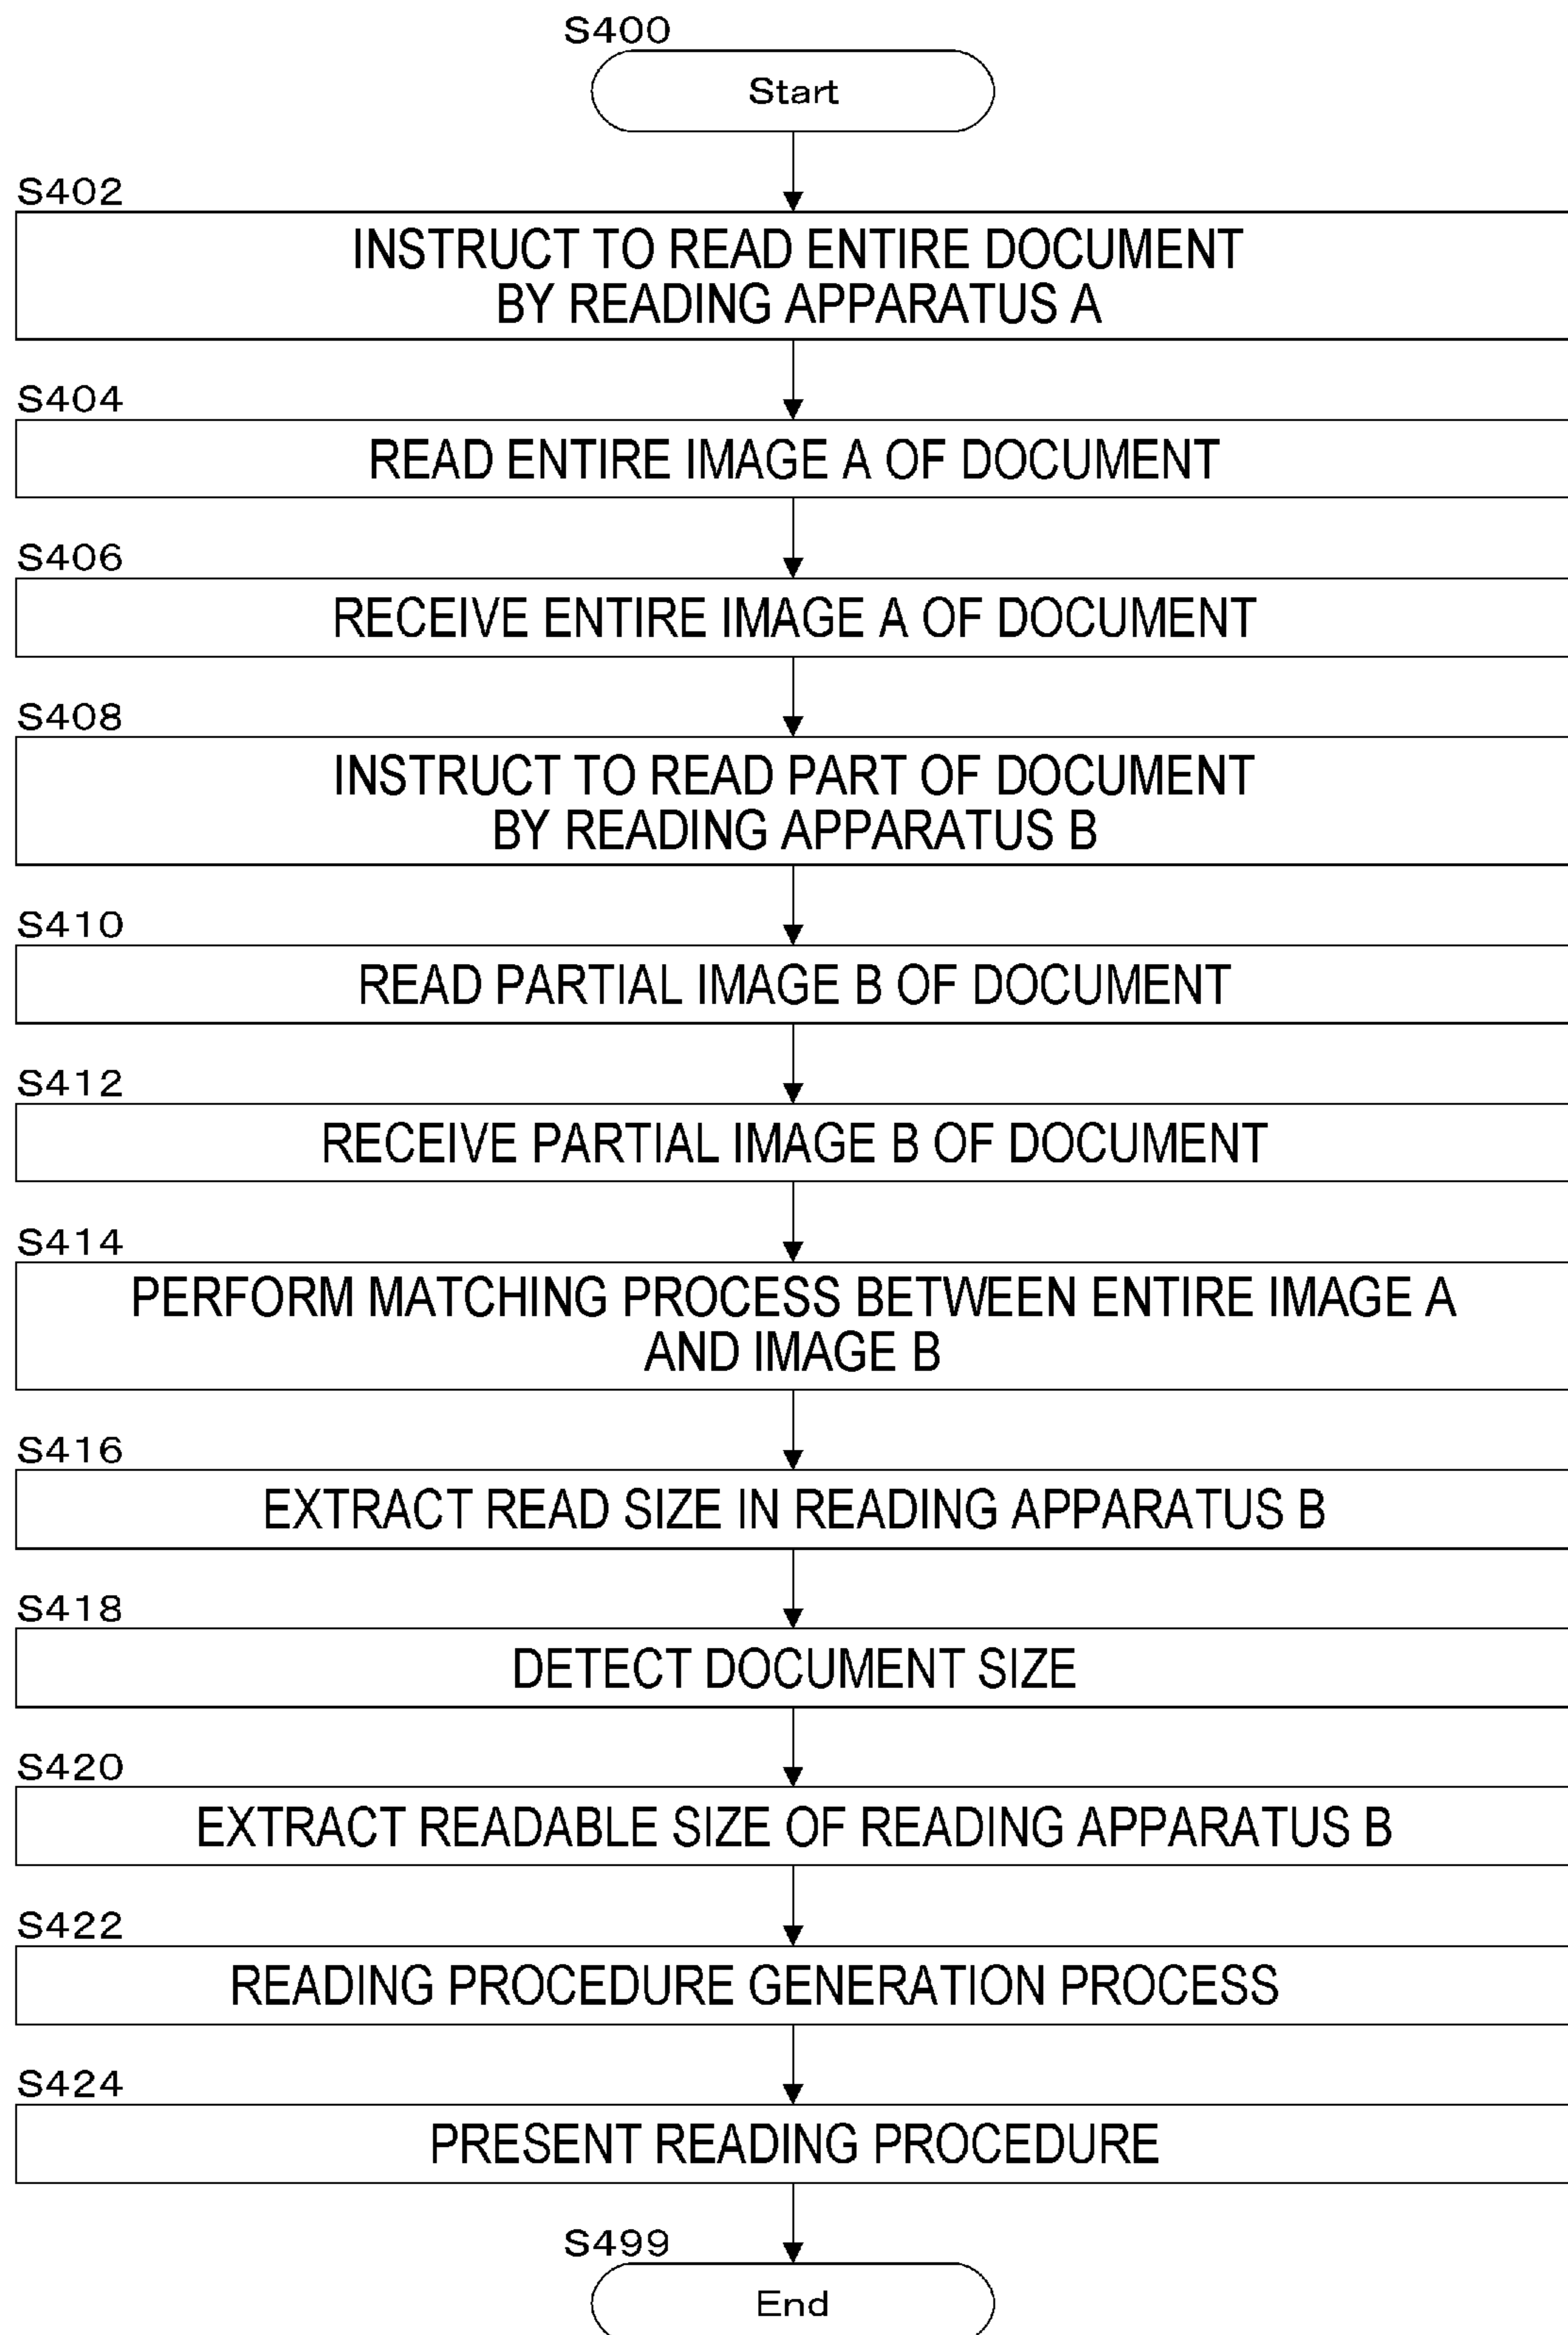 S400
Start
S402
INSTRUCT TO READ ENTIRE DOCUMENT
BY READING APPARATUS A
S404
READ ENTIRE IMAGE A OF DOCUMENT
S406
RECEIVE ENTIRE IMAGE A OF DOCUMENT
S408
INSTRUCT TO READ PART OF DOCUMENT
BY READING APPARATUS B
S410
READ PARTIAL IMAGE B OF DOCUMENT
S412
RECEIVE PARTIAL IMAGE B OF DOCUMENT
S414
PERFORM MATCHING PROCESS BETWEEN ENTIRE IMAGE A
AND IMAGE B
S416
EXTRACT READ SIZE IN READING APPARATUS B
S418
DETECT DOCUMENT SIZE
S420
EXTRACT READABLE SIZE OF READING APPARATUS B
S422
READING PROCEDURE GENERATION PROCESS
S424
PRESENT READING PROCEDURE
S499
End